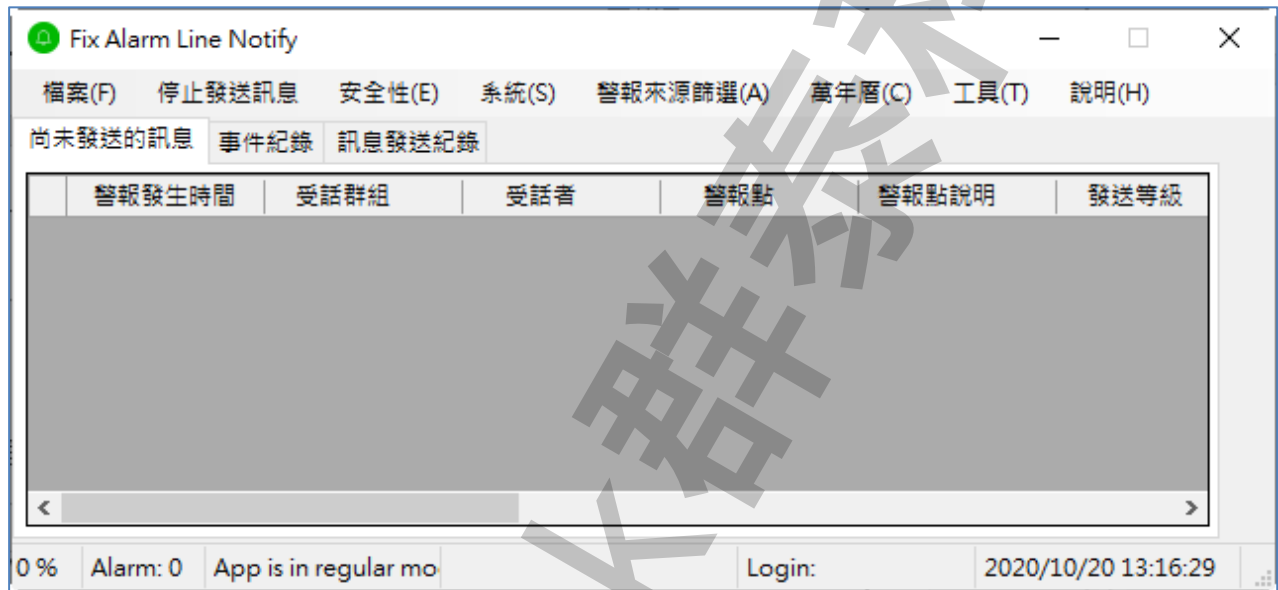 Fix Alarm Line Notify
檔案(F) 停止發送訊息 安全性(E) 系統(S) 警報來源篩選(A) 萬年曆(C) 工具(T) 說明(H)
尚未發送的訊息 事件紀錄 訊息發送紀錄
警報發生時間 受話群組 受話者 警報點 警報點說明 發送等級
0 % Alarm: 0 App is in regular mo Login: 2020/10/20 13:16:29
群泰